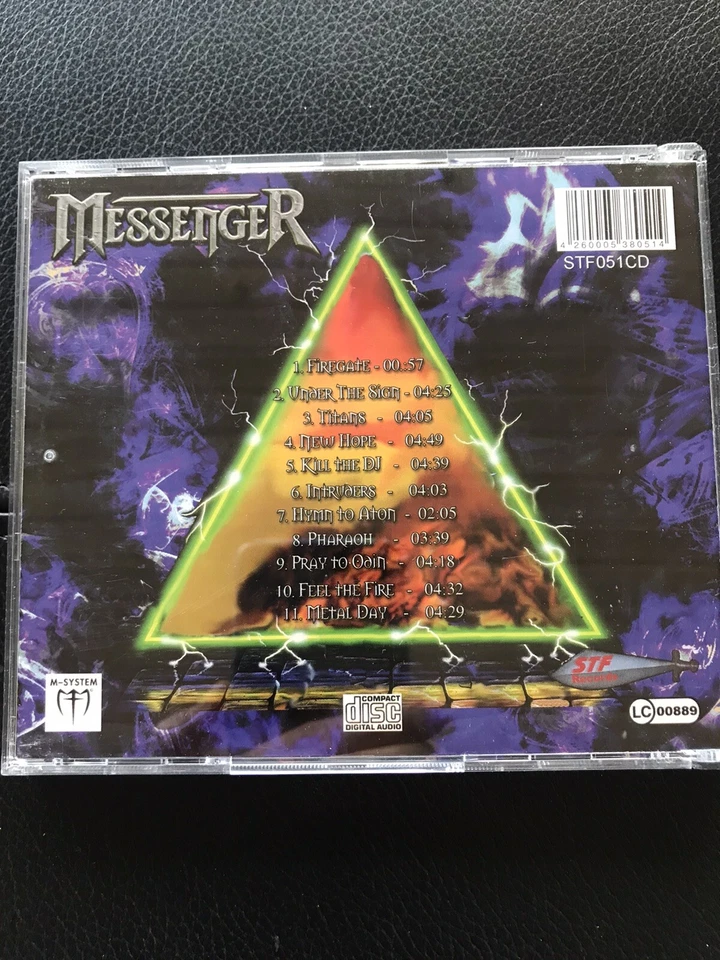 Messenger
4 260005 380514
STF051CD
1. Firegate - 00:57
2. Under The Sign - 04:25
3. Titans - 04:05
4. New Hope - 04:49
5. Kill the DJ - 04:39
6. Intruders - 04:03
7. Hymn to Aton - 02:05
8. Pharaoh - 03:39
9. Pray to Odin - 04:18
10. Feel the Fire - 04:32
11. Metal Day - 04:29
STF
Records
M-SYSTEM
COMPACT
disc
DIGITAL AUDIO
LC 00889